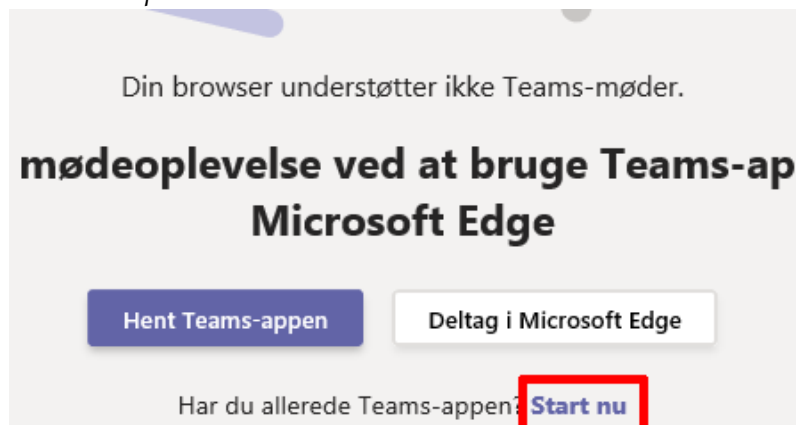 Din browser understøtter ikke Teams-møder.
mødeoplevelse ved at bruge Teams-ap
Microsoft Edge
Hent Teams-appen
Deltag i Microsoft Edge
Har du allerede Teams-appen? Start nu